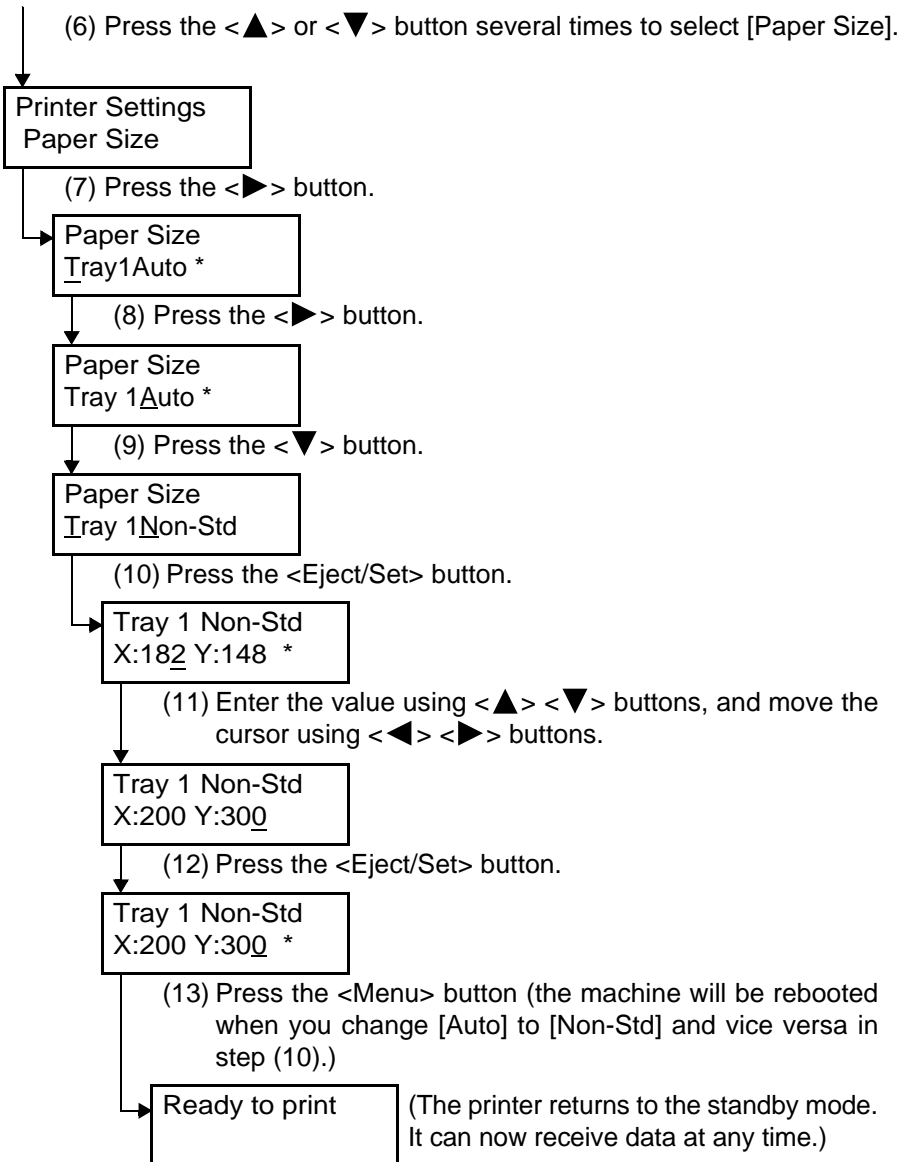 (6) Press the <▲> or <▼> button several times to select [Paper Size].
Printer Settings
Paper Size
(7) Press the <▶> button.
Paper Size
Tray1Auto *
(8) Press the <▶> button.
Paper Size
Tray 1Auto *
(9) Press the <▼> button.
Paper Size
Tray 1Non-Std
(10) Press the <Eject/Set> button.
Tray 1 Non-Std
X:182 Y:148 *
(11) Enter the value using <▲> <▼> buttons, and move the
cursor using <◀> <▶> buttons.
Tray 1 Non-Std
X:200 Y:300
(12) Press the <Eject/Set> button.
Tray 1 Non-Std
X:200 Y:300 *
(13) Press the <Menu> button (the machine will be rebooted
when you change [Auto] to [Non-Std] and vice versa in
step (10).)
Ready to print
(The printer returns to the standby mode.
It can now receive data at any time.)